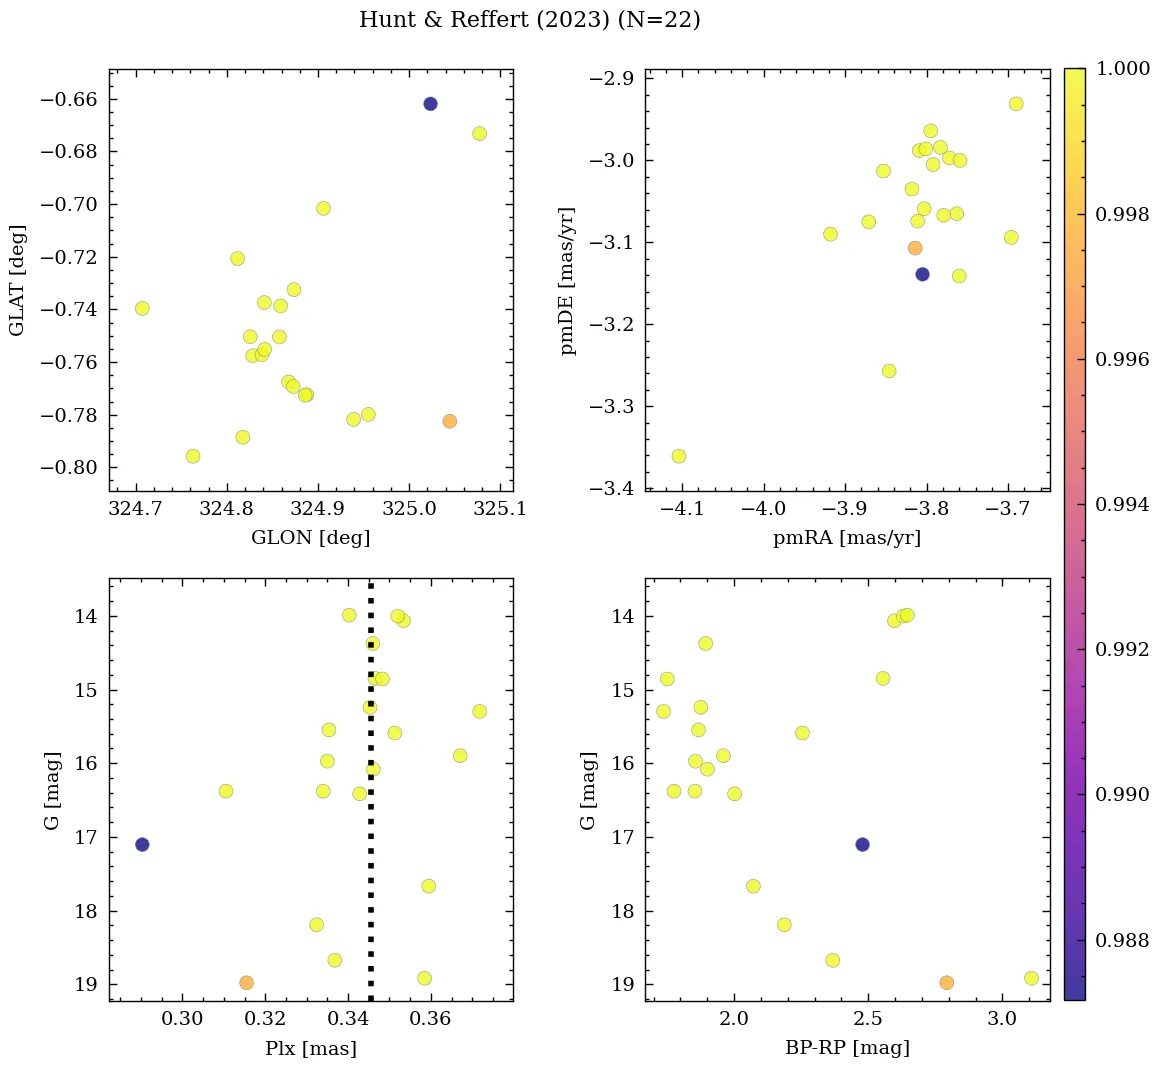 Hunt & Reffert (2023) (N=22)
−0.66
−0.68
−0.70
−0.72
−0.74
−0.76
−0.78
−0.80
GLAT [deg]
324.7 324.8 324.9 325.0 325.1
GLON [deg]
−2.9
−3.0
−3.1
−3.2
−3.3
−3.4
pmDE [mas/yr]
−4.1 −4.0 −3.9 −3.8 −3.7
pmRA [mas/yr]
14
15
16
17
18
19
G [mag]
0.30 0.32 0.34 0.36
Plx [mas]
14
15
16
17
18
19
G [mag]
2.0 2.5 3.0
BP-RP [mag]
1.000
0.998
0.996
0.994
0.992
0.990
0.988